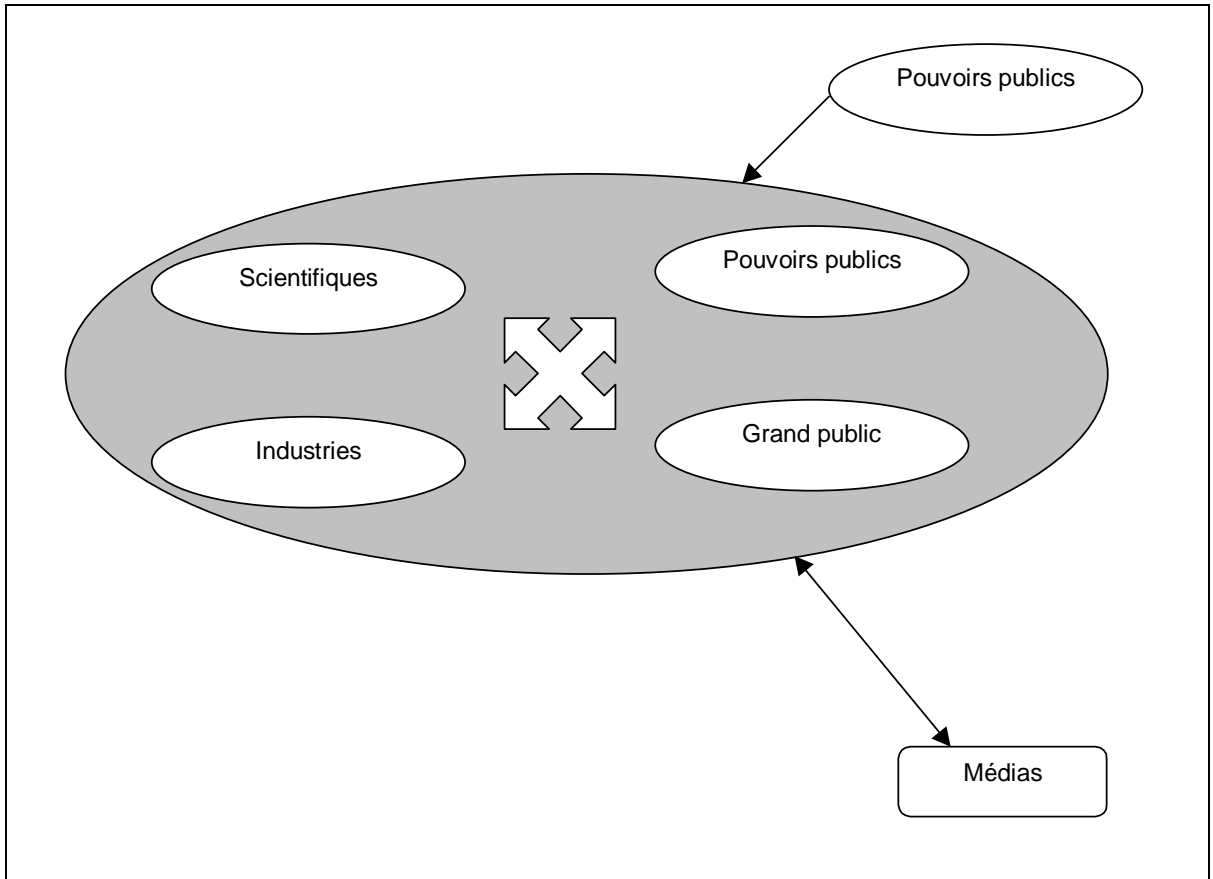 Pouvoirs publics
Scientifiques
Pouvoirs publics
Industries
Grand public
Médias